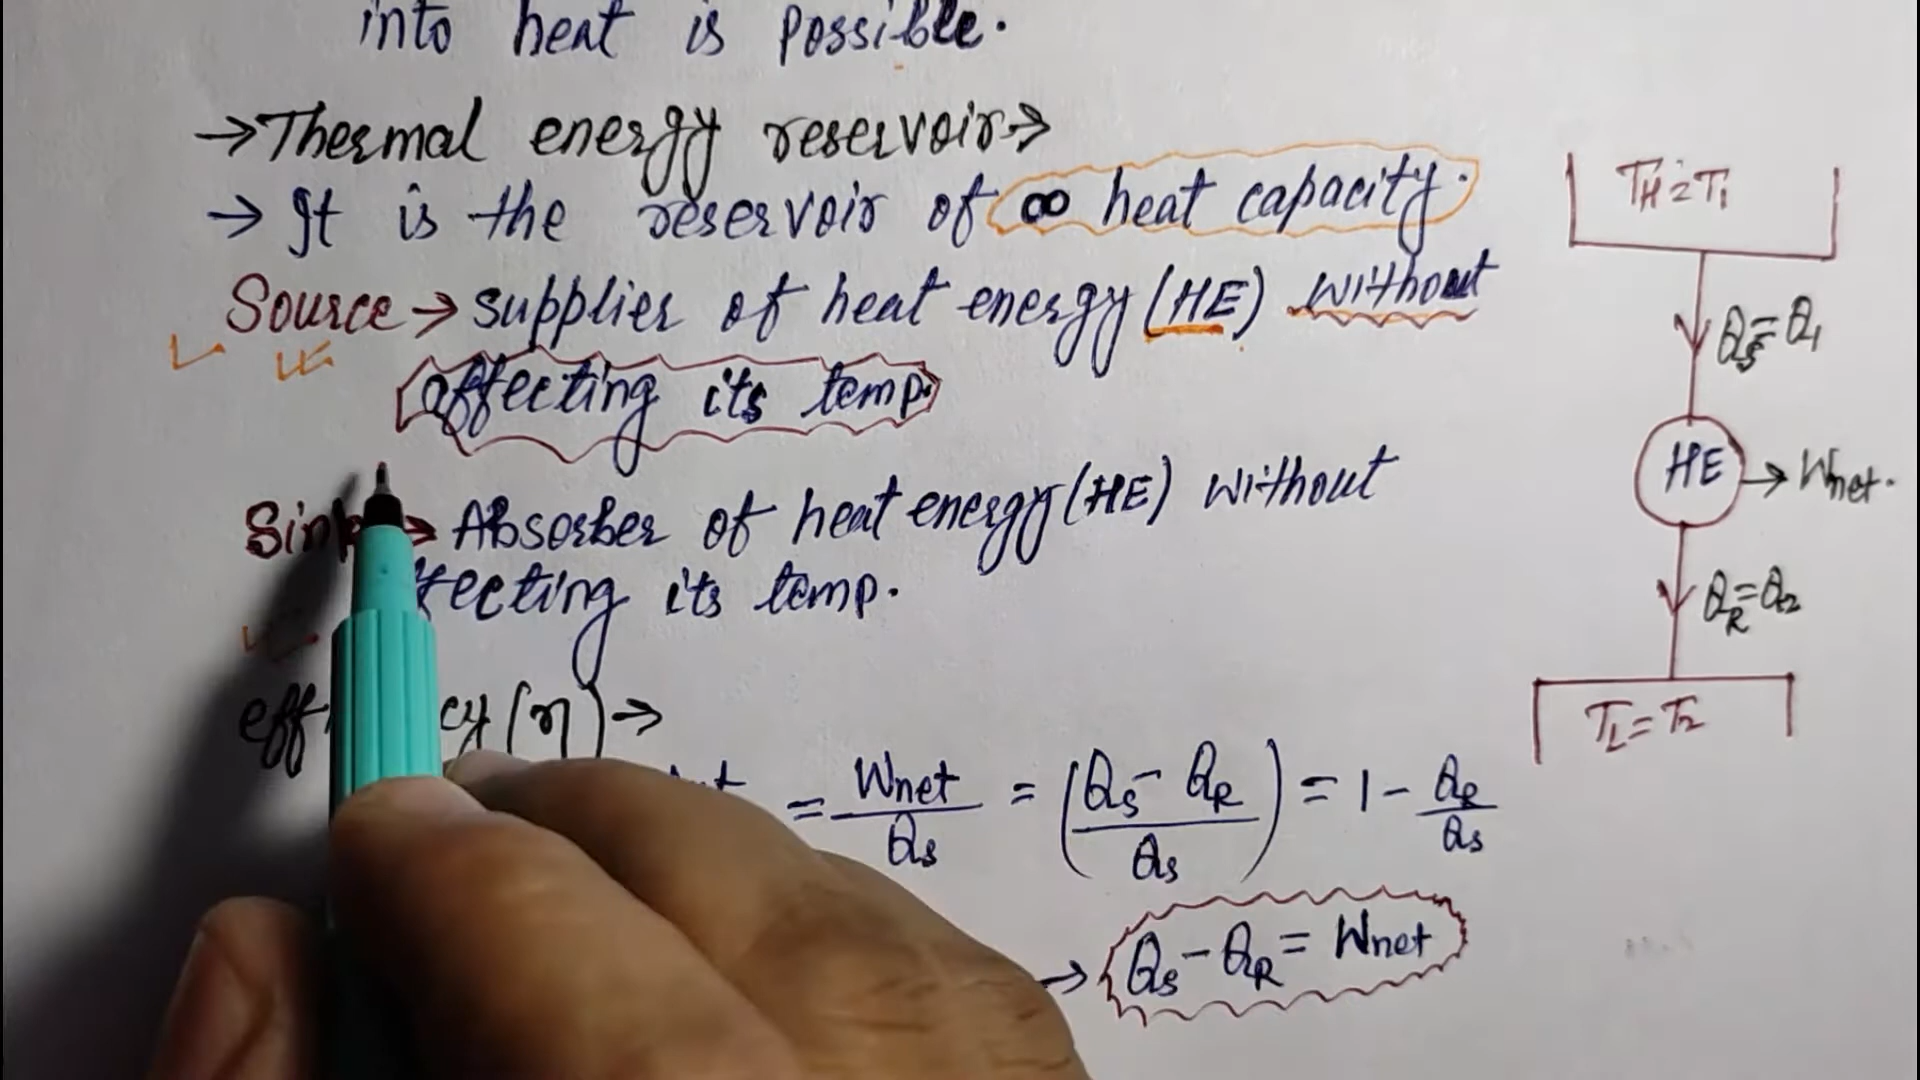 into heat is possible.
→Thermal energy reservoir→
→ It is the reservoir of ∞ heat capacity.
Source → supplier of heat energy (HE) without
affecting its temp.
Sink → Absorber of heat energy (HE) without
its temp.
(η) →
= Wnet/Qs = (Qs - QR/Qs) = 1 - QR/Qs
→ Qs - QR = Wnet
TH = T1
Qs = Q1
HE → Wnet.
QR = Q2
TL = T2